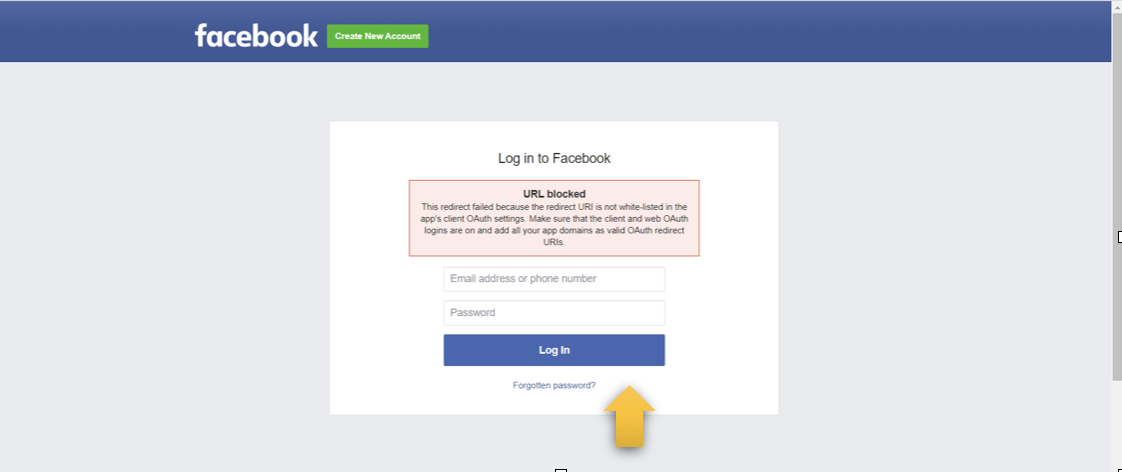 facebook
Create New Account
Log in to Facebook
URL blocked
This redirect failed because the redirect URI is not white-listed in the
app's client OAuth settings. Make sure that the client and web OAuth
logins are on and add all your app domains as valid OAuth redirect
URIs.
Email address or phone number
Password
Log In
Forgotten password?